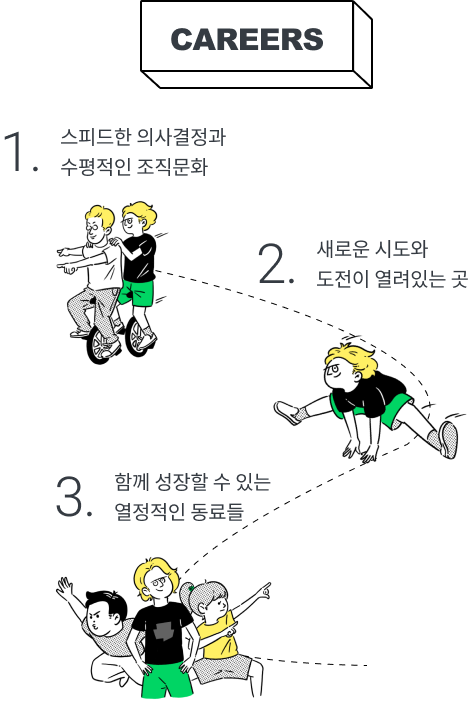 CAREERS
1.
스피드한 의사결정과
수평적인 조직문화
2.
새로운 시도와
도전이 열려있는 곳
3.
함께 성장할 수 있는
열정적인 동료들